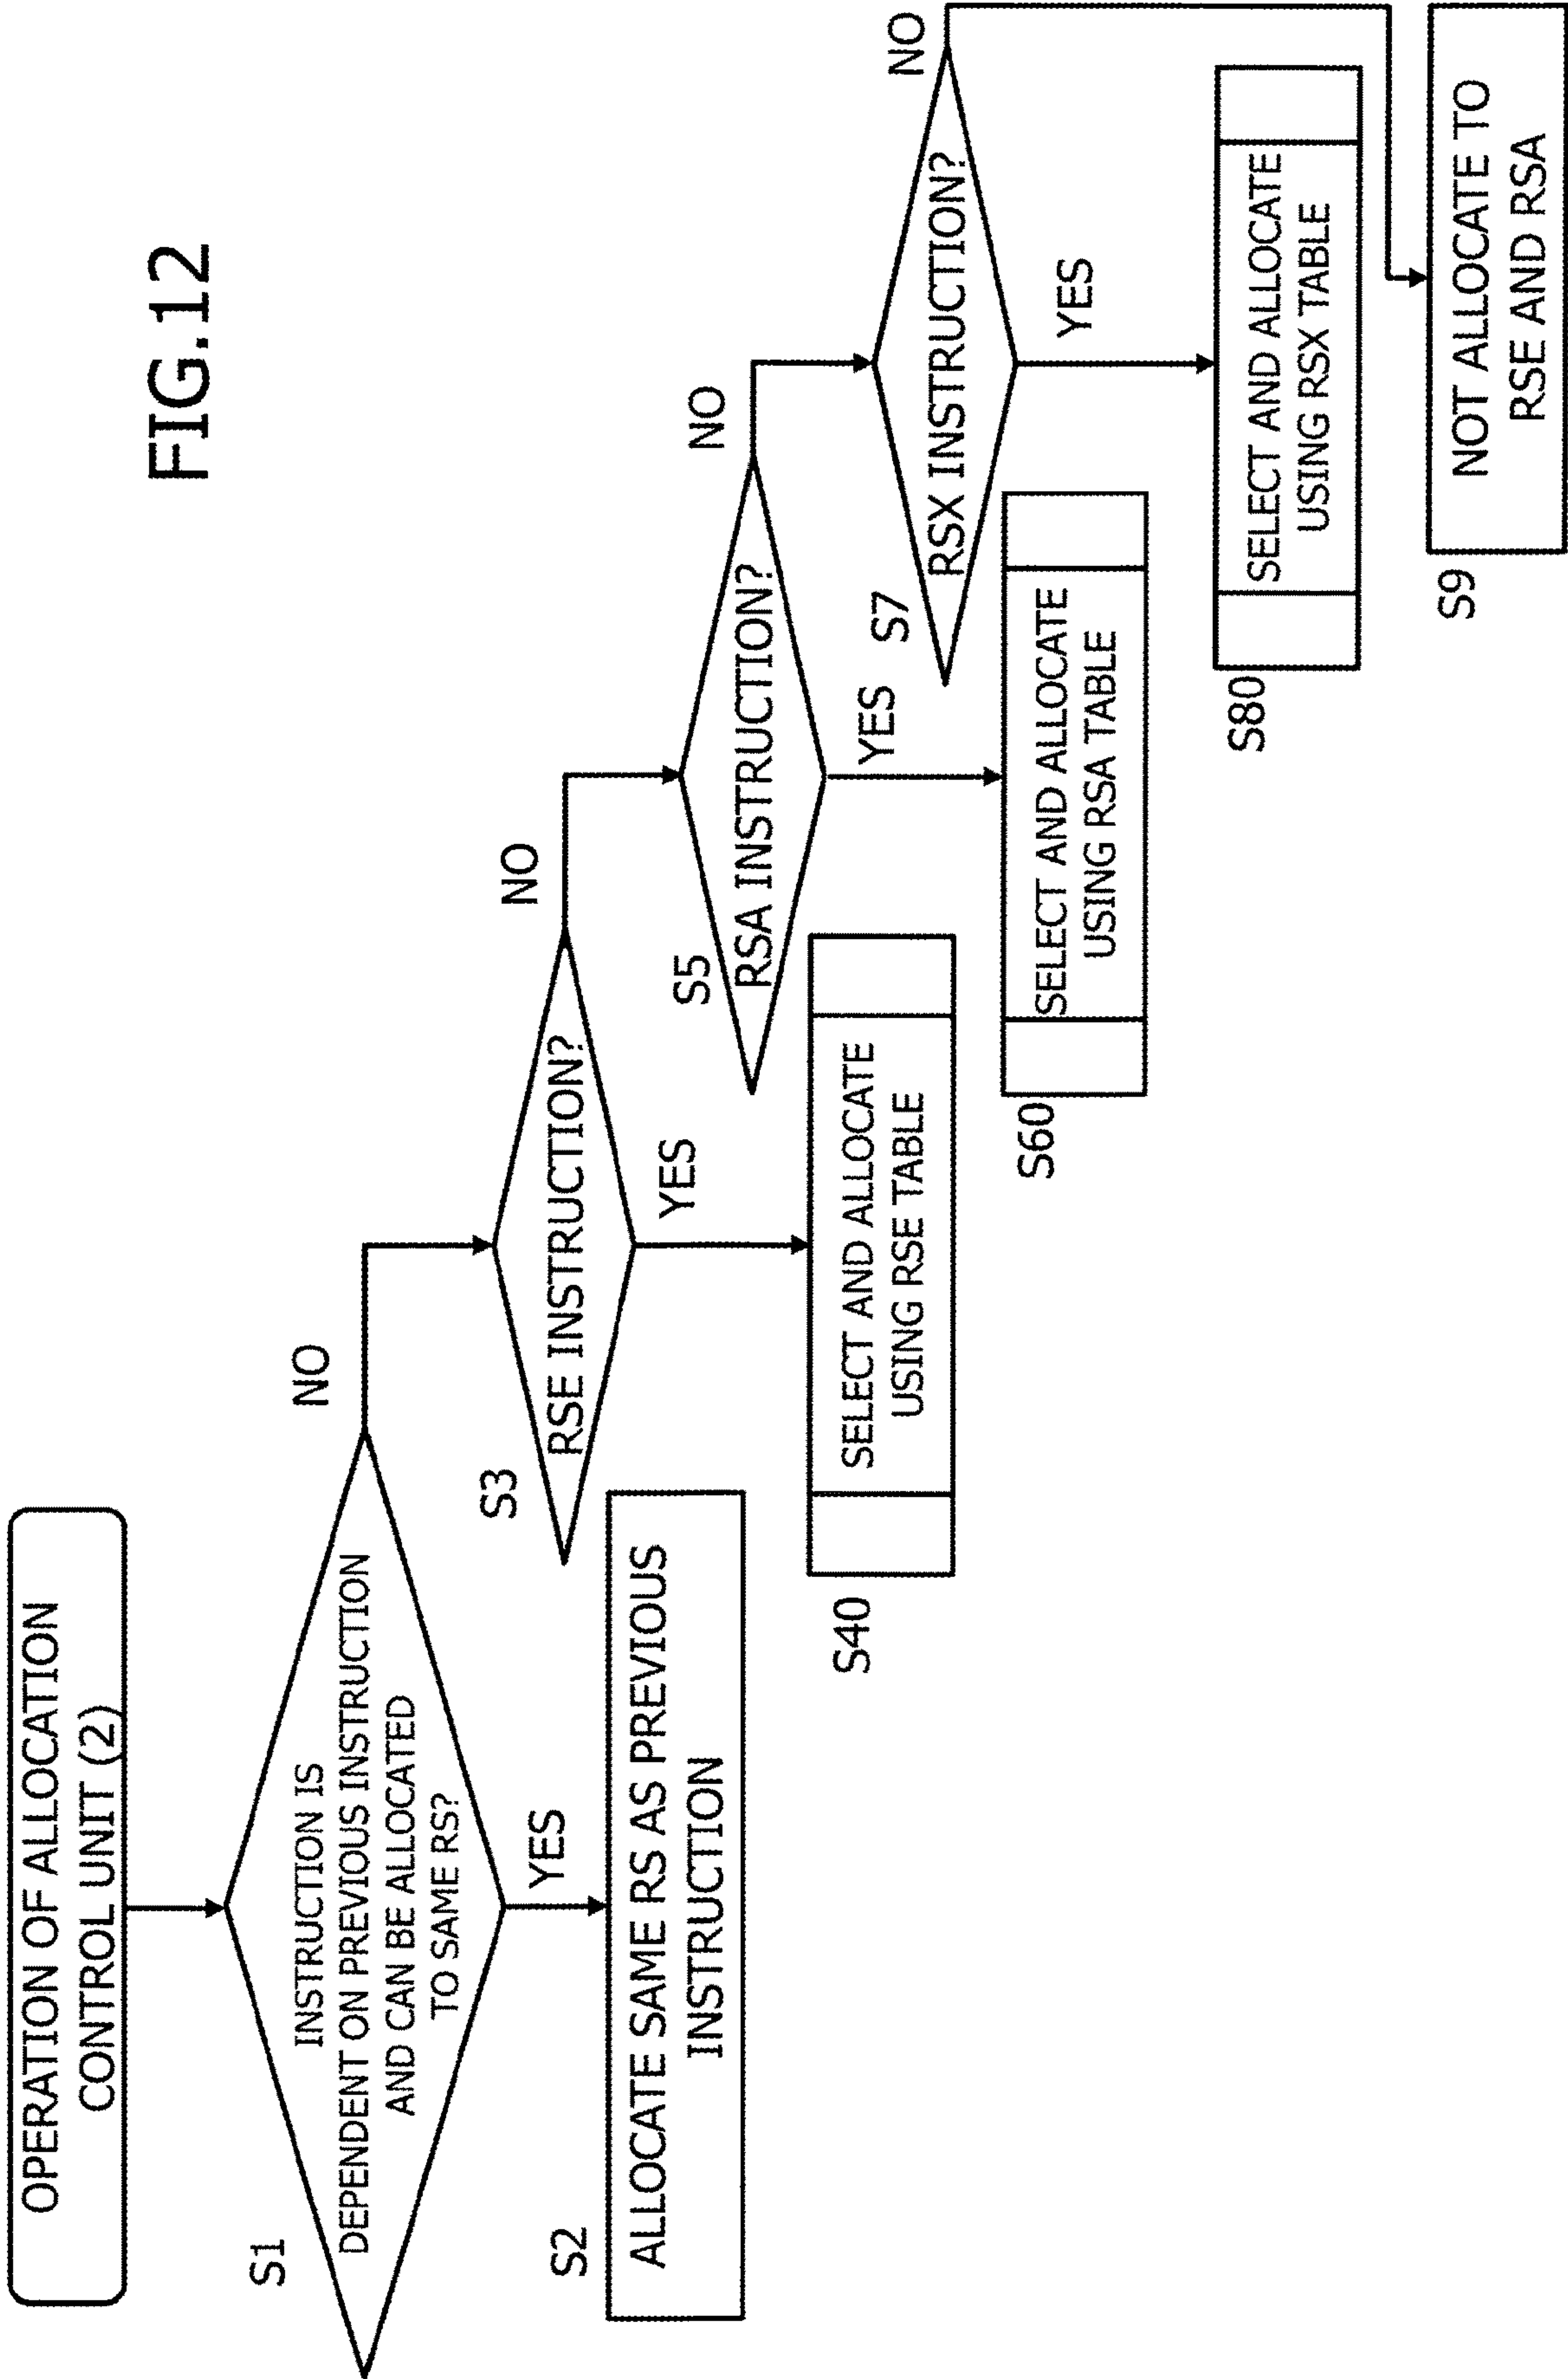 FIG.12
OPERATION OF ALLOCATION
CONTROL UNIT (2)
S1
INSTRUCTION IS
DEPENDENT ON PREVIOUS INSTRUCTION
AND CAN BE ALLOCATED
TO SAME RS?
NO
YES
S2
ALLOCATE SAME RS AS PREVIOUS
INSTRUCTION
S3
RSE INSTRUCTION?
NO
YES
S40
SELECT AND ALLOCATE
USING RSE TABLE
S5
RSA INSTRUCTION?
NO
YES
S60
SELECT AND ALLOCATE
USING RSA TABLE
S7
RSX INSTRUCTION?
NO
YES
S80
SELECT AND ALLOCATE
USING RSX TABLE
S9
NOT ALLOCATE TO
RSE AND RSA